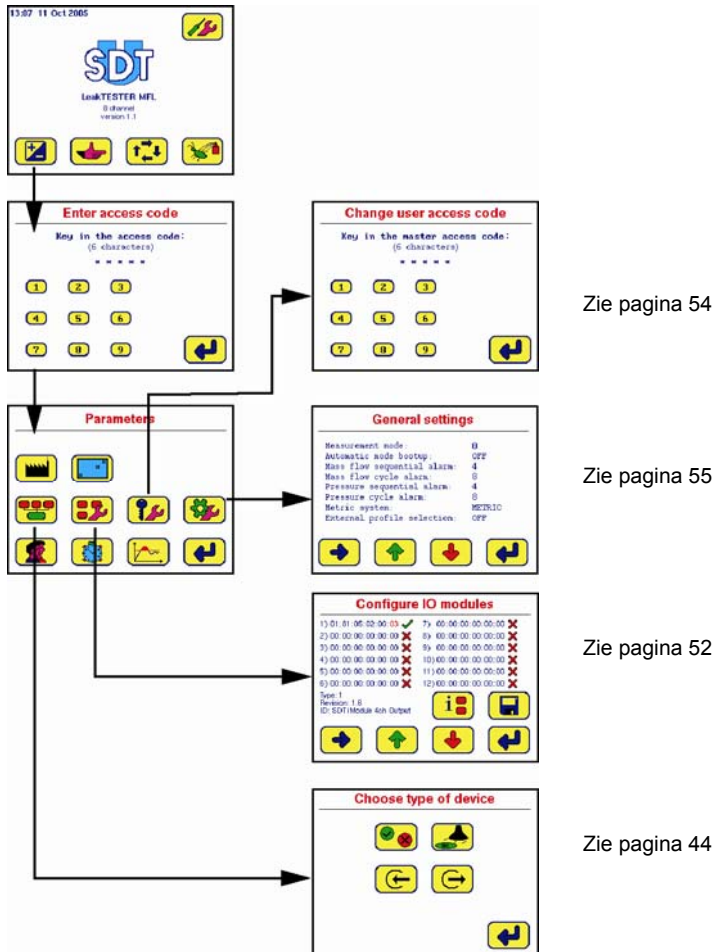 13:07 11 Oct 2005
SDT
LeakTESTER MFL
8 channel
version 1.1
Enter access code
Key in the access code:
(6 characters)
* * * * *
1 2 3
4 5 6
7 8 9
Change user access code
Key in the master access code:
(6 characters)
* * * * *
1 2 3
4 5 6
7 8 9
Zie pagina 54
Parameters
General settings
Measurement mode: 0
Automatic mode bootup: OFF
Mass flow sequential alarm: 4
Mass flow cycle alarm: 8
Pressure sequential alarm: 4
Pressure cycle alarm: 8
Metric system: METRIC
External profile selection: OFF
Zie pagina 55
Configure IO modules
1) 01:01:05:02:00:03 7) 00:00:00:00:00:00
2) 00:00:00:00:00:00 8) 00:00:00:00:00:00
3) 00:00:00:00:00:00 9) 00:00:00:00:00:00
4) 00:00:00:00:00:00 10) 00:00:00:00:00:00
5) 00:00:00:00:00:00 11) 00:00:00:00:00:00
6) 00:00:00:00:00:00 12) 00:00:00:00:00:00
Type: 1
Revision: 1.6
ID: SDT iModule 4ch Output
i
Zie pagina 52
Choose type of device
Zie pagina 44